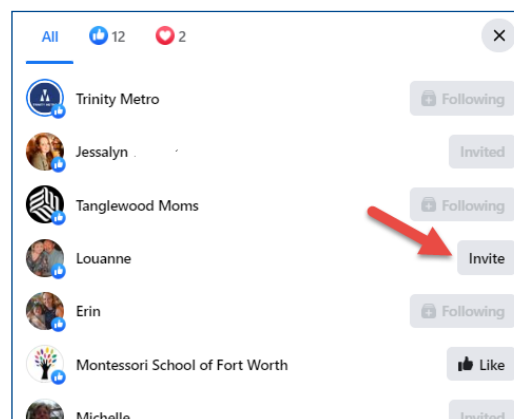 All 12 2
Trinity Metro Following
Jessalyn Invited
Tanglewood Moms Following
Louanne Invite
Erin Following
Montessori School of Fort Worth Like
Michelle Invited